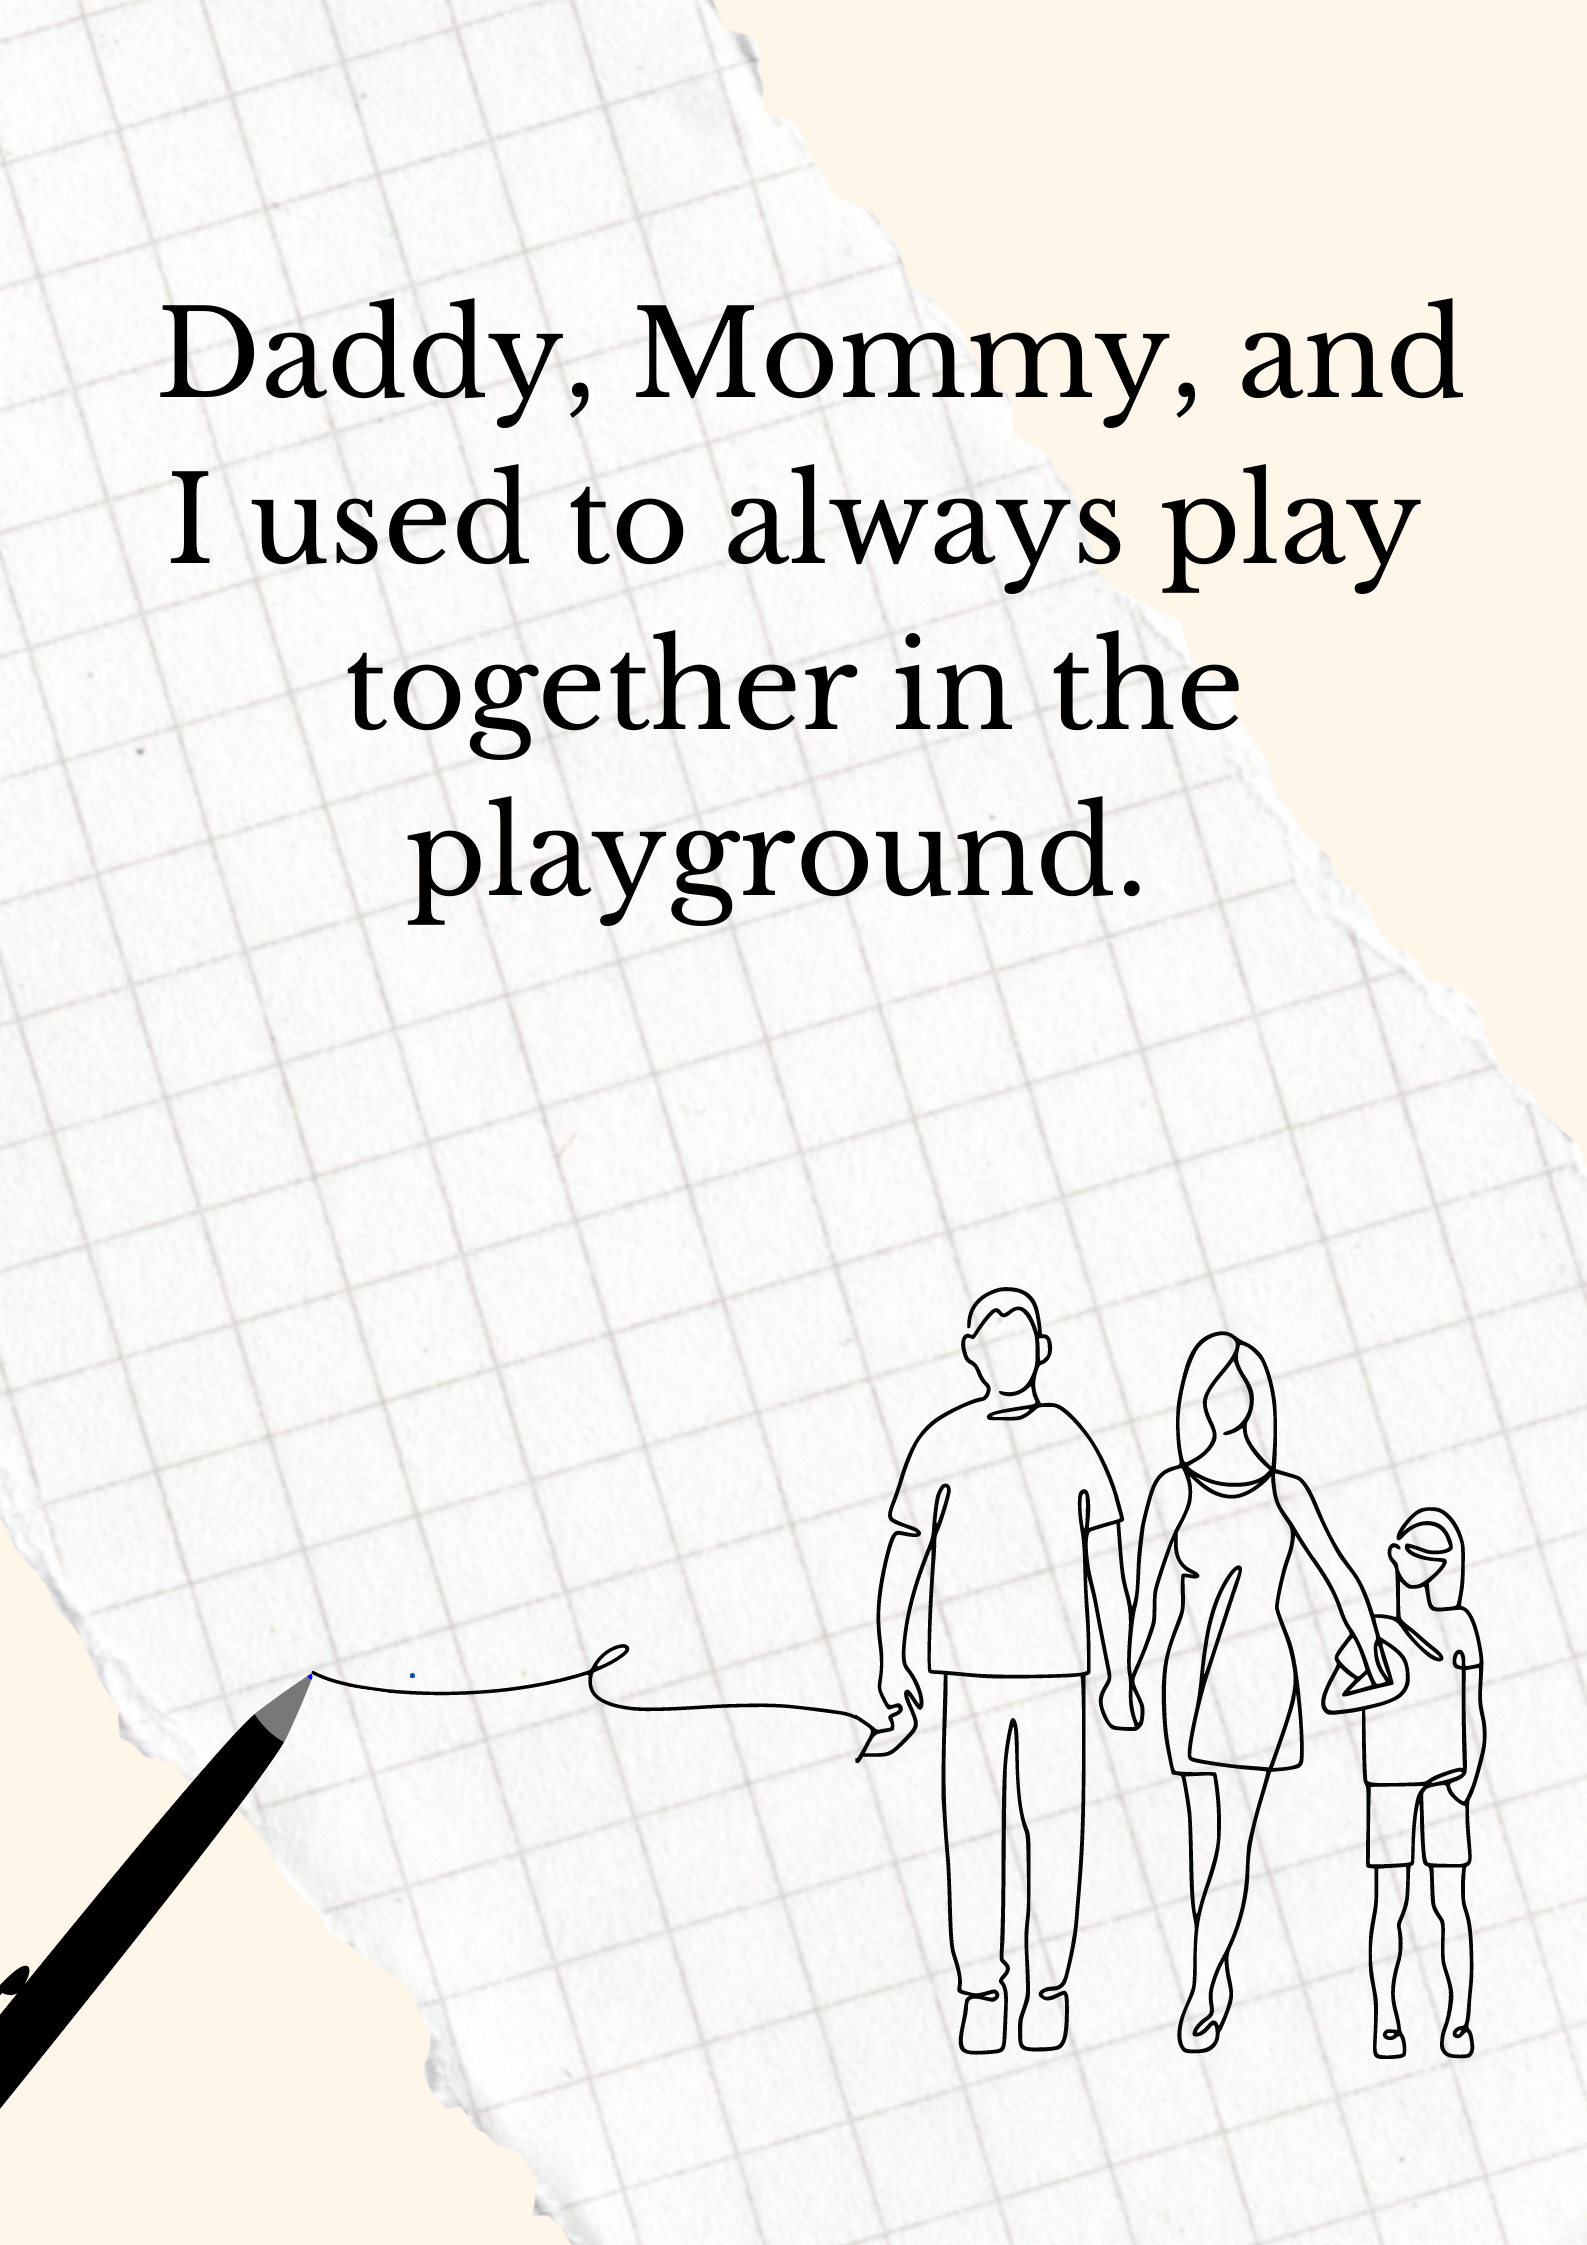 Daddy, Mommy, and
I used to always play
together in the
playground.